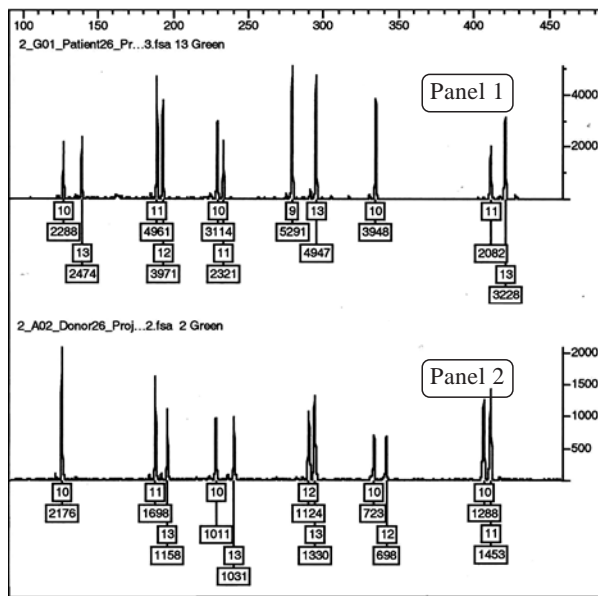 100 150 200 250 300 350 400 450
2_G01_Patient26_Pr...3.fsa 13 Green
Panel 1
4000
2000
10 11 10 9 13 10 11
2288 4961 3114 5291 4947 3948 2082
13 12 11 13
2474 3971 2321 3228
2_A02_Donor26_Proj...2.fsa 2 Green
Panel 2
2000
1500
1000
500
10 11 10 12 10 10
2176 1698 1011 1124 723 1288
13 13 13 12 11
1158 1031 1330 698 1453